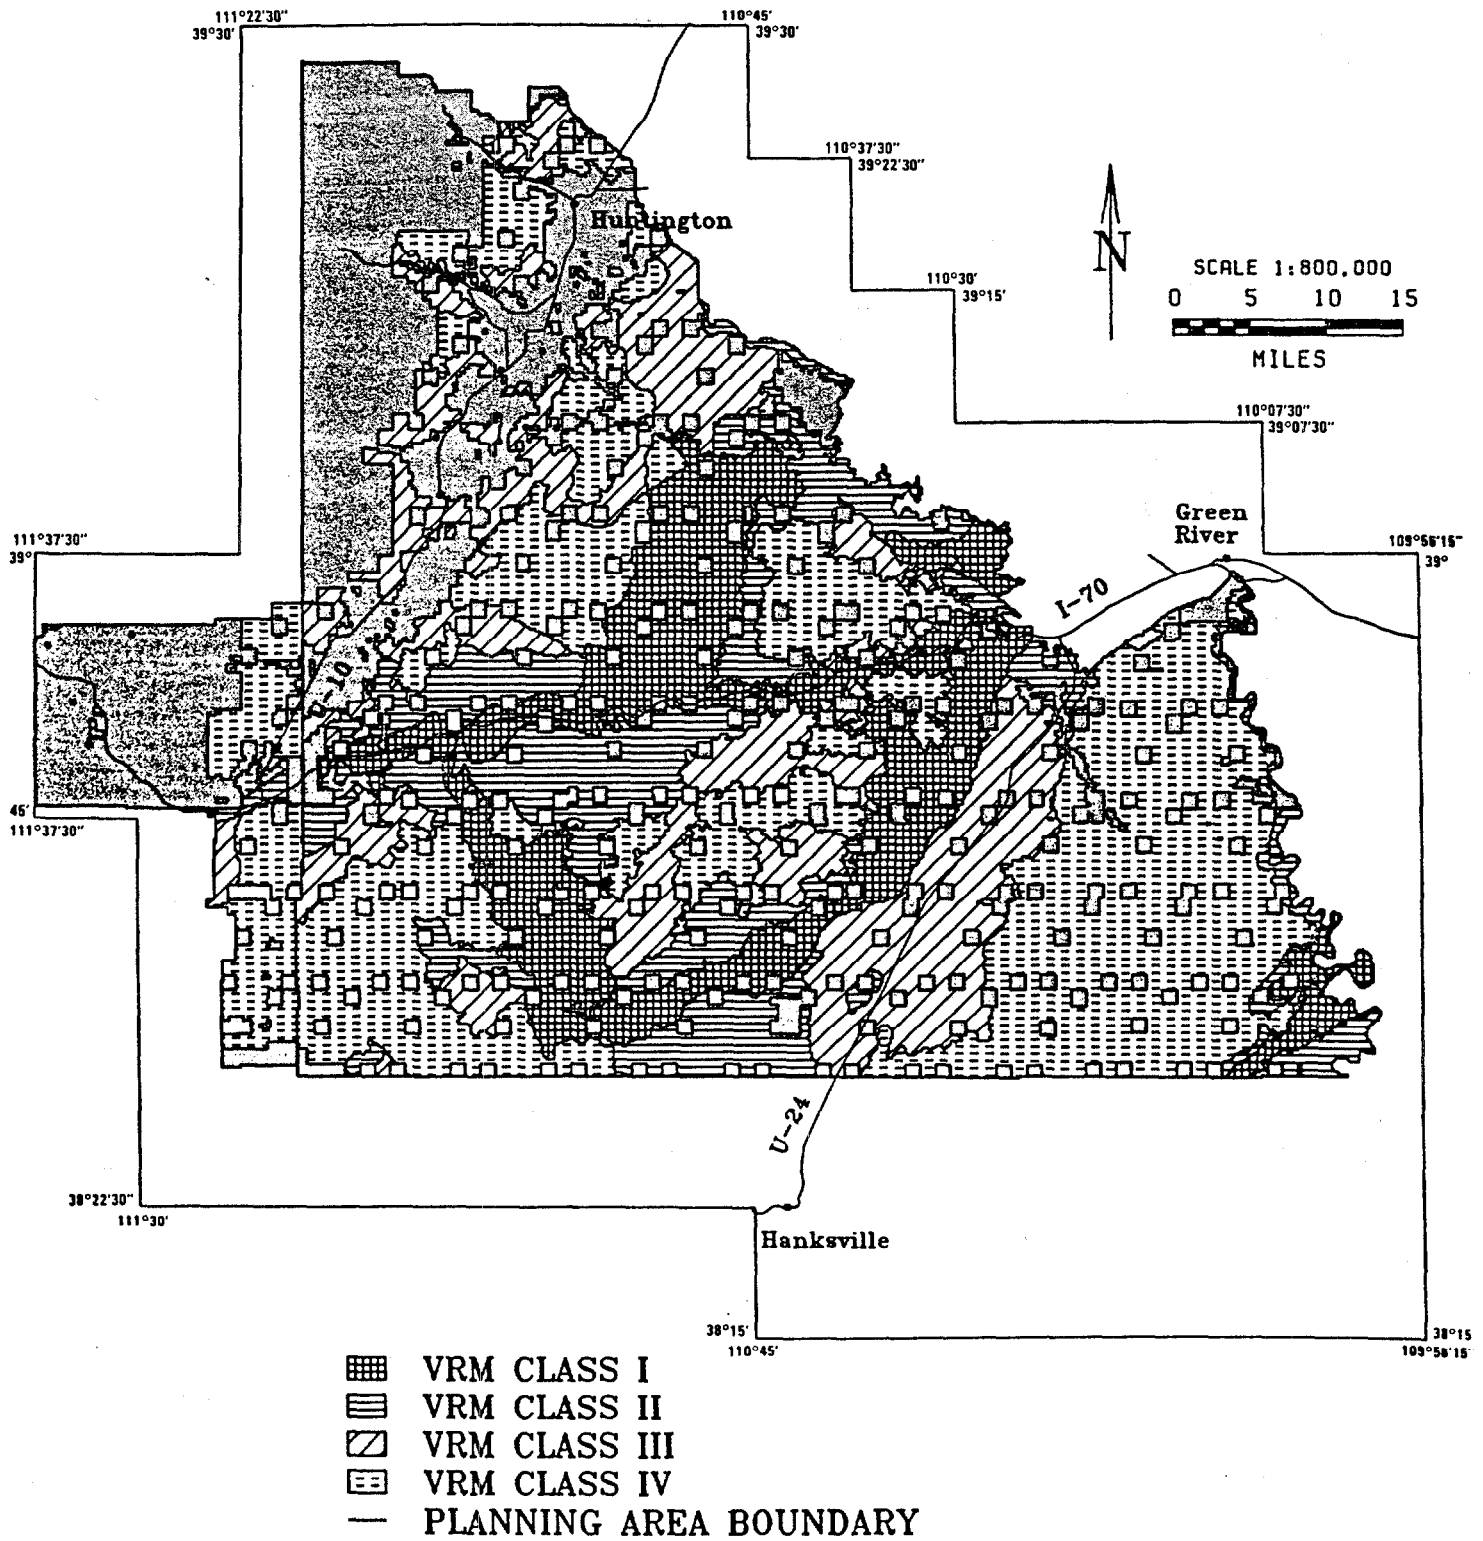 111°22'30"
39°30'
110°45'
39°30'
110°37'30"
39°22'30"
N
Huntington
110°30'
39°15'
SCALE 1:800,000
0 5 10 15
MILES
110°07'30"
39°07'30"
Green
River
111°37'30"
39°
109°56'15"
39°
I-70
U-10
45'
111°37'30"
U-24
38°22'30"
111°30'
Hanksville
38°15'
110°45'
38°15
109°56'15"
VRM CLASS I
VRM CLASS II
VRM CLASS III
VRM CLASS IV
PLANNING AREA BOUNDARY